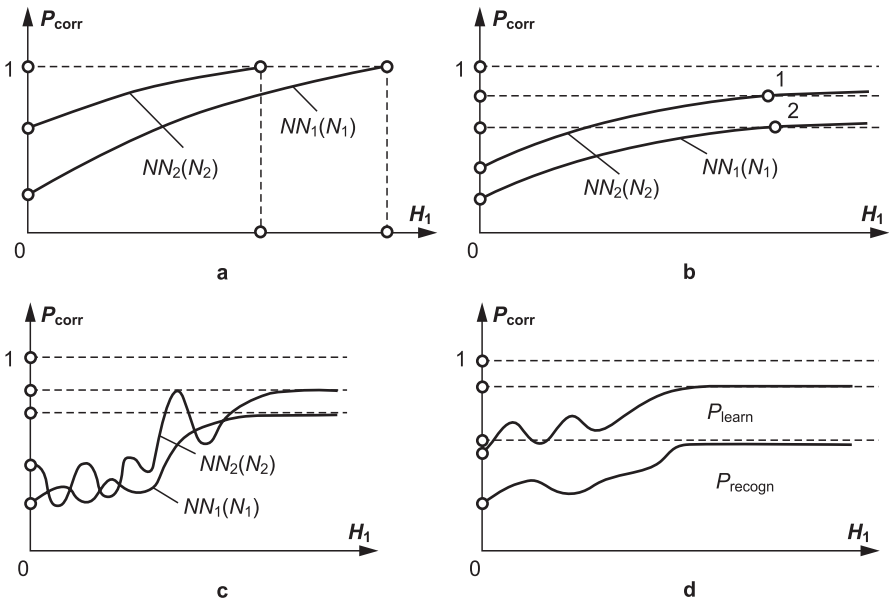 P_corr
1
NN₁(N₁)
NN₂(N₂)
H₁
0
a
P_corr
1
1
2
NN₁(N₁)
NN₂(N₂)
H₁
0
b
P_corr
1
NN₂(N₂)
NN₁(N₁)
H₁
0
c
P_corr
1
P_learn
P_recogn
H₁
0
d